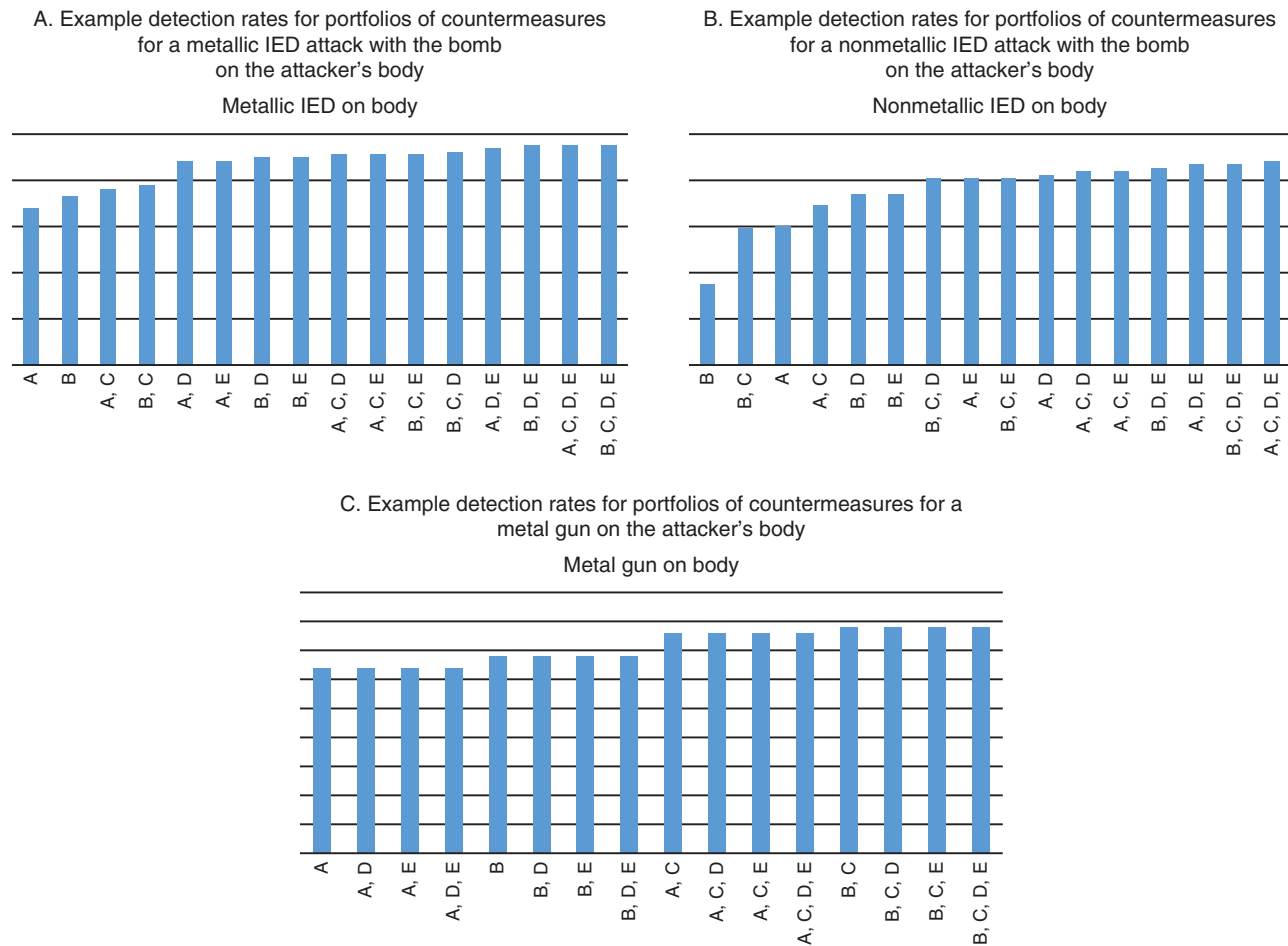 A. Example detection rates for portfolios of countermeasures
for a metallic IED attack with the bomb
on the attacker’s body
Metallic IED on body
A
B
A, C
B, C
A, D
A, E
B, D
B, E
A, C, D
A, C, E
B, C, E
B, C, D
A, D, E
B, D, E
A, C, D, E
B, C, D, E
B. Example detection rates for portfolios of countermeasures
for a nonmetallic IED attack with the bomb
on the attacker’s body
Nonmetallic IED on body
B
B, C
A
A, C
B, D
B, E
B, C, D
A, E
B, C, E
A, D
A, C, D
A, C, E
B, D, E
A, D, E
B, C, D, E
A, C, D, E
C. Example detection rates for portfolios of countermeasures for a
metal gun on the attacker’s body
Metal gun on body
A
A, D
A, E
A, D, E
B
B, D
B, E
B, D, E
A, C
A, C, D
A, C, E
A, C, D, E
B, C
B, C, D
B, C, E
B, C, D, E